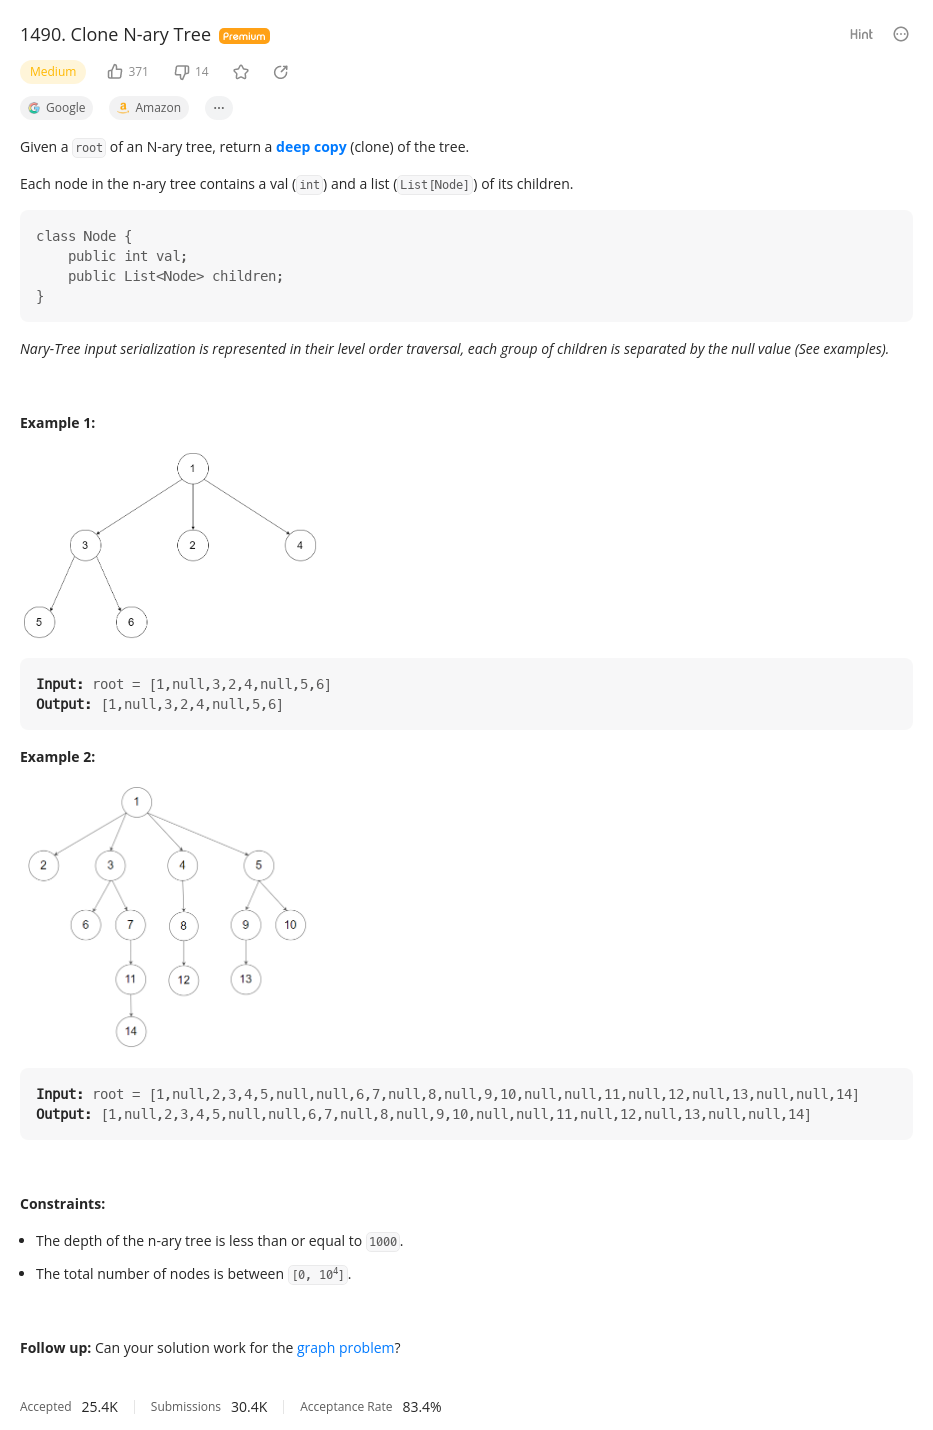 1490. Clone N-ary Tree Premium Hint
Medium 371 14
Google Amazon ...
Given a root of an N-ary tree, return a deep copy (clone) of the tree.
Each node in the n-ary tree contains a val (int) and a list (List[Node]) of its children.
class Node {
    public int val;
    public List<Node> children;
}
Nary-Tree input serialization is represented in their level order traversal, each group of children is separated by the null value (See examples).
Example 1:
1
3 2 4
5 6
Input: root = [1,null,3,2,4,null,5,6]
Output: [1,null,3,2,4,null,5,6]
Example 2:
1
2 3 4 5
6 7 8 9 10
11 12 13
14
Input: root = [1,null,2,3,4,5,null,null,6,7,null,8,null,9,10,null,null,11,null,12,null,13,null,null,14]
Output: [1,null,2,3,4,5,null,null,6,7,null,8,null,9,10,null,null,11,null,12,null,13,null,null,14]
Constraints:
• The depth of the n-ary tree is less than or equal to 1000.
• The total number of nodes is between [0, 10⁴].
Follow up: Can your solution work for the graph problem?
Accepted 25.4K Submissions 30.4K Acceptance Rate 83.4%